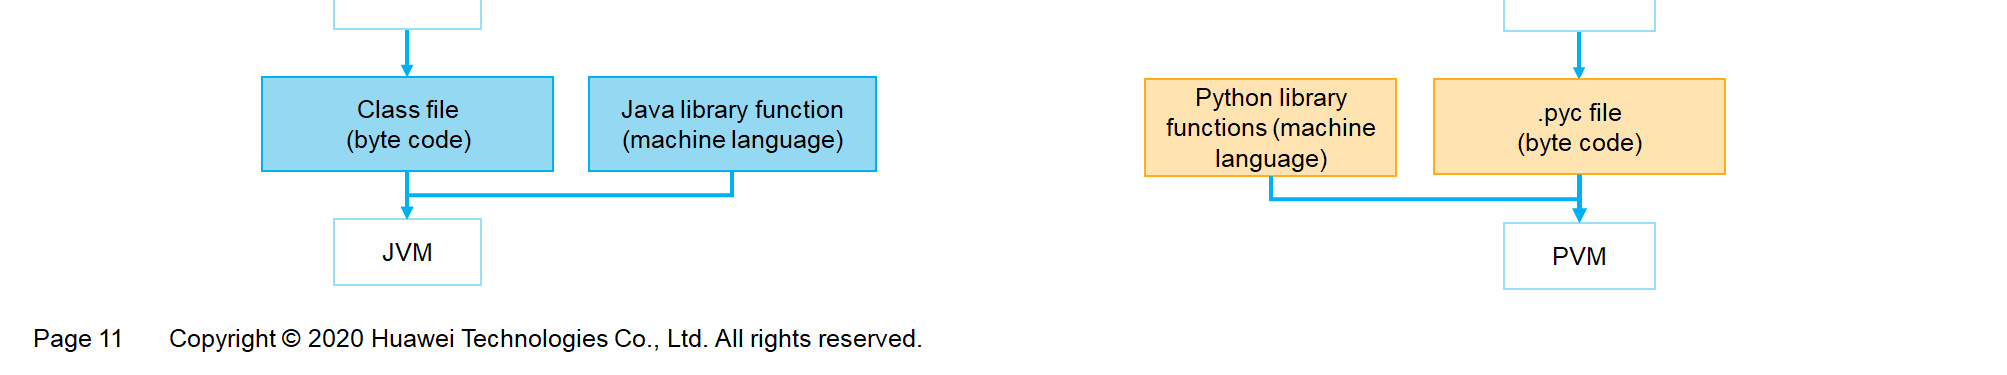 Class file
(byte code)
Java library function
(machine language)
Python library
functions (machine
language)
.pyc file
(byte code)
JVM
PVM
Page 11 Copyright © 2020 Huawei Technologies Co., Ltd. All rights reserved.